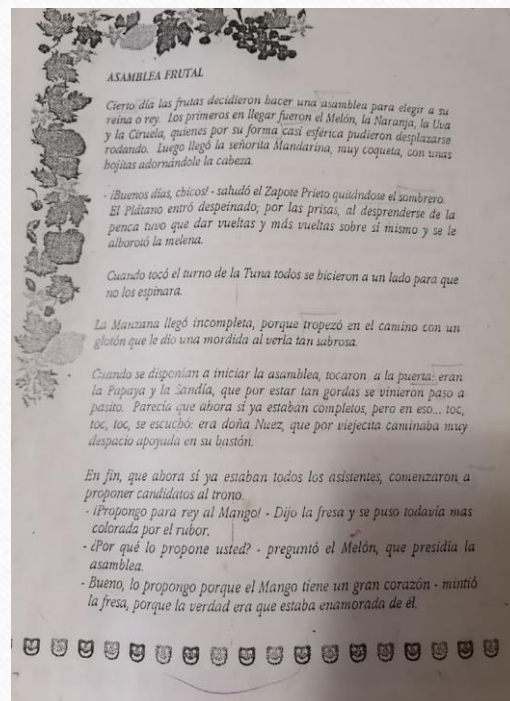 ASAMBLEA FRUTAL
Cierto día las frutas decidieron hacer una asamblea para elegir a su
reina o rey. Los primeros en llegar fueron el Melón, la Naranja, la Uva
y la Ciruela, quienes por su forma casi esférica pudieron desplazarse
rodando. Luego llegó la señorita Mandarina, muy coqueta, con unas
hojitas adornándole la cabeza.
- ¡Buenos días, chicos! - saludó el Zapote Prieto quitándose el sombrero.
El Plátano entró despeinado; por las prisas, al desprenderse de la
penca tuvo que dar vueltas y más vueltas sobre sí mismo y se le
alborotó la melena.
Cuando tocó el turno de la Tuna todos se hicieron a un lado para que
no los espinara.
La Manzana llegó incompleta, porque tropezó en el camino con un
glotón que le dio una mordida al verla tan sabrosa.
Cuando se disponían a iniciar la asamblea, tocaron a la puerta: eran
la Papaya y la Sandía, que por estar tan gordas se vinieron paso a
pasito. Parecía que ahora sí ya estaban completos, pero en eso... toc,
toc, toc, se escuchó: era doña Nuez, que por viejecita caminaba muy
despacio apoyada en su bastón.
En fin, que ahora sí ya estaban todos los asistentes, comenzaron a
proponer candidatos al trono.
- ¡Propongo para rey al Mango! - Dijo la fresa y se puso todavía mas
colorada por el rubor.
- ¿Por qué lo propone usted? - preguntó el Melón, que presidía la
asamblea.
- Bueno, lo propongo porque el Mango tiene un gran corazón - mintió
la fresa, porque la verdad era que estaba enamorada de él.